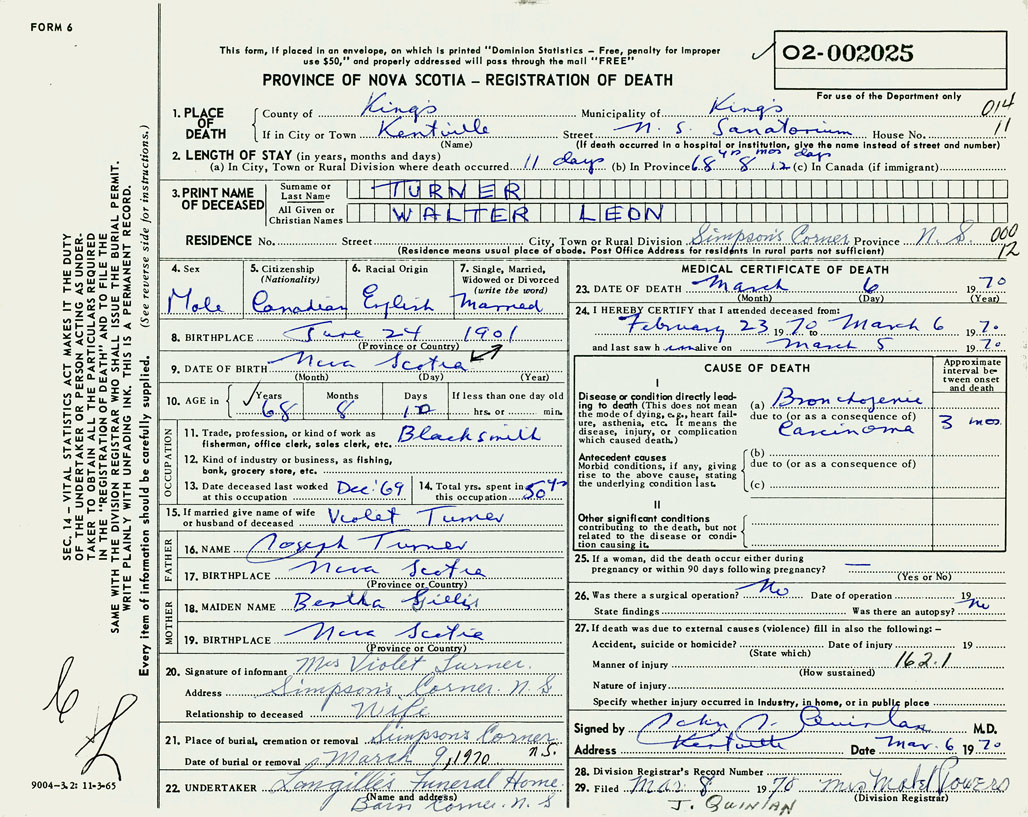 FORM 6
This form, if placed in an envelope, on which is printed "Dominion Statistics – Free, penalty for improper
use $50," and properly addressed will pass through the mail "FREE"
02-002025
PROVINCE OF NOVA SCOTIA – REGISTRATION OF DEATH
For use of the Department only
014
11
1. PLACE OF DEATH { County of King's Municipality of King's
If in City or Town Kentville Street N. S. Sanatorium House No.
(Name) (If death occurred in a hospital or institution, give the name instead of street and number)
2. LENGTH OF STAY (in years, months and days)
(a) In City, Town or Rural Division where death occurred 11 days (b) In Province 68 yrs 8 mos 12 days (c) In Canada (if immigrant)
3. PRINT NAME OF DECEASED { Surname or Last Name TURNER
All Given or Christian Names WALTER LEON
RESIDENCE No. Street City, Town or Rural Division Simpson's Corner Province N. S. 000
12
(Residence means usual place of abode. Post Office Address for residents in rural parts not sufficient)
4. Sex Male
5. Citizenship (Nationality) Canadian
6. Racial Origin English
7. Single, Married, Widowed or Divorced (write the word) Married
8. BIRTHPLACE June 24 1901
(Province or Country)
9. DATE OF BIRTH Nova Scotia
(Month) (Day) (Year)
10. AGE in { Years 68 Months 8 Days 12 If less than one day old hrs. or min.
OCCUPATION
11. Trade, profession, or kind of work as fisherman, office clerk, sales clerk, etc. Blacksmith
12. Kind of industry or business, as fishing, bank, grocery store, etc.
13. Date deceased last worked at this occupation Dec. '69
14. Total yrs. spent in this occupation 50 yrs
15. If married give name of wife or husband of deceased Violet Turner
FATHER
16. NAME Joseph Turner
17. BIRTHPLACE Nova Scotia
(Province or Country)
MOTHER
18. MAIDEN NAME Bertha Gillis
19. BIRTHPLACE Nova Scotia
(Province or Country)
20. Signature of informant Mrs Violet Turner.
Address Simpson's Corner. N. S
Relationship to deceased Wife
21. Place of burial, cremation or removal Simpson's Corner N.S.
Date of burial or removal March 9, 1970
22. UNDERTAKER Langille's Funeral Home
(Name and address)
Barss Corner. N. S
MEDICAL CERTIFICATE OF DEATH
23. DATE OF DEATH March 6 1970
(Month) (Day) (Year)
24. I HEREBY CERTIFY that I attended deceased from:
February 23 1970 to March 6 1970
and last saw him alive on March 5 1970
CAUSE OF DEATH
Approximate interval between onset and death
I
Disease or condition directly leading to death (This does not mean the mode of dying, e.g., heart failure, asthenia, etc. It means the disease, injury, or complication which caused death.)
(a) Bronchogenic
due to (or as a consequence of)
Carcinoma 3 mos.
Antecedent causes
Morbid conditions, if any, giving rise to the above cause, stating the underlying condition last.
(b)
due to (or as a consequence of)
(c)
II
Other significant conditions contributing to the death, but not related to the disease or condition causing it.
25. If a woman, did the death occur either during
pregnancy or within 90 days following pregnancy? —
(Yes or No)
26. Was there a surgical operation? No Date of operation 19
State findings Was there an autopsy? No
27. If death was due to external causes (violence) fill in also the following: –
Accident, suicide or homicide? Date of injury 19
(State which)
Manner of injury 162.1
(How sustained)
Nature of injury
Specify whether injury occurred in industry, in home, or in public place
Signed by John J. Quinlan M.D.
Address Kentville Date Mar. 6 1970
28. Division Registrar's Record Number
29. Filed Mar. 8 1970 Mrs Powers
(Division Registrar)
J. QUINLAN
SEC. 14 – VITAL STATISTICS ACT MAKES IT THE DUTY
OF THE UNDERTAKER OR PERSON ACTING AS UNDER-
TAKER TO OBTAIN ALL THE PARTICULARS REQUIRED
IN THE "REGISTRATION OF DEATH" AND TO FILE THE
SAME WITH THE DIVISION REGISTRAR WHO SHALL ISSUE THE BURIAL PERMIT.
WRITE PLAINLY WITH UNFADING INK. THIS IS A PERMANENT RECORD.
Every item of information should be carefully supplied. (See reverse side for instructions.)
9004-3.2: 11-3-65